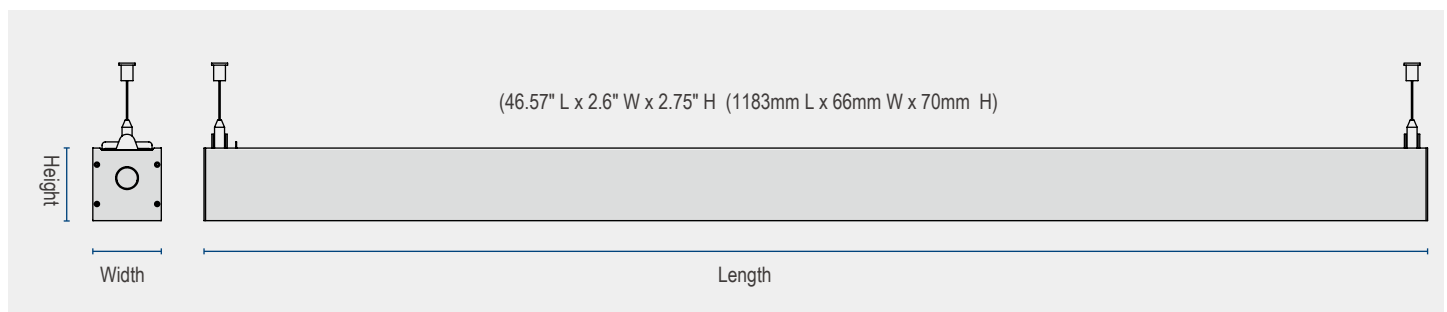 (46.57" L x 2.6" W x 2.75" H  (1183mm L x 66mm W x 70mm  H)
Height
Width
Length